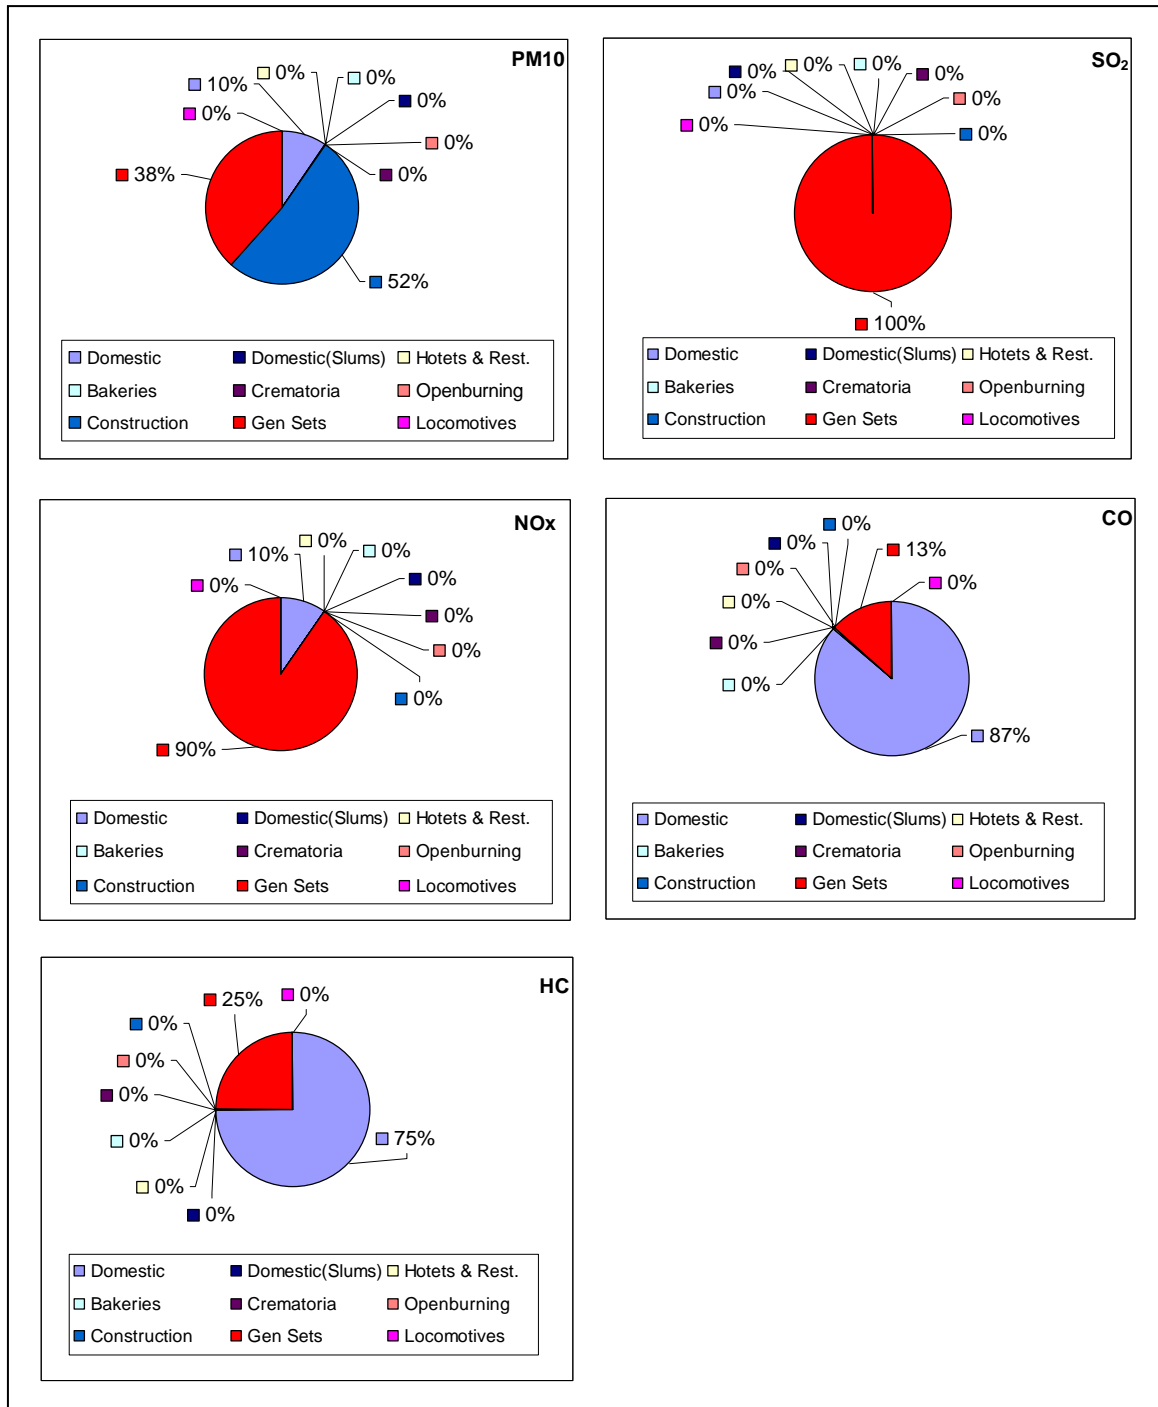 PM10
0%
0%
10%
0%
0%
0%
38%
0%
52%
Domestic Domestic(Slums) Hotets & Rest.
Bakeries Crematoria Openburning
Construction Gen Sets Locomotives
SO2
0%
0%
0%
0%
0%
0%
0%
0%
100%
Domestic Domestic(Slums) Hotets & Rest.
Bakeries Crematoria Openburning
Construction Gen Sets Locomotives
NOx
0%
0%
10%
0%
0%
0%
0%
0%
90%
Domestic Domestic(Slums) Hotets & Rest.
Bakeries Crematoria Openburning
Construction Gen Sets Locomotives
CO
0%
0%
13%
0%
0%
0%
0%
0%
87%
Domestic Domestic(Slums) Hotets & Rest.
Bakeries Crematoria Openburning
Construction Gen Sets Locomotives
HC
0%
25%
0%
0%
0%
0%
75%
0%
0%
Domestic Domestic(Slums) Hotets & Rest.
Bakeries Crematoria Openburning
Construction Gen Sets Locomotives